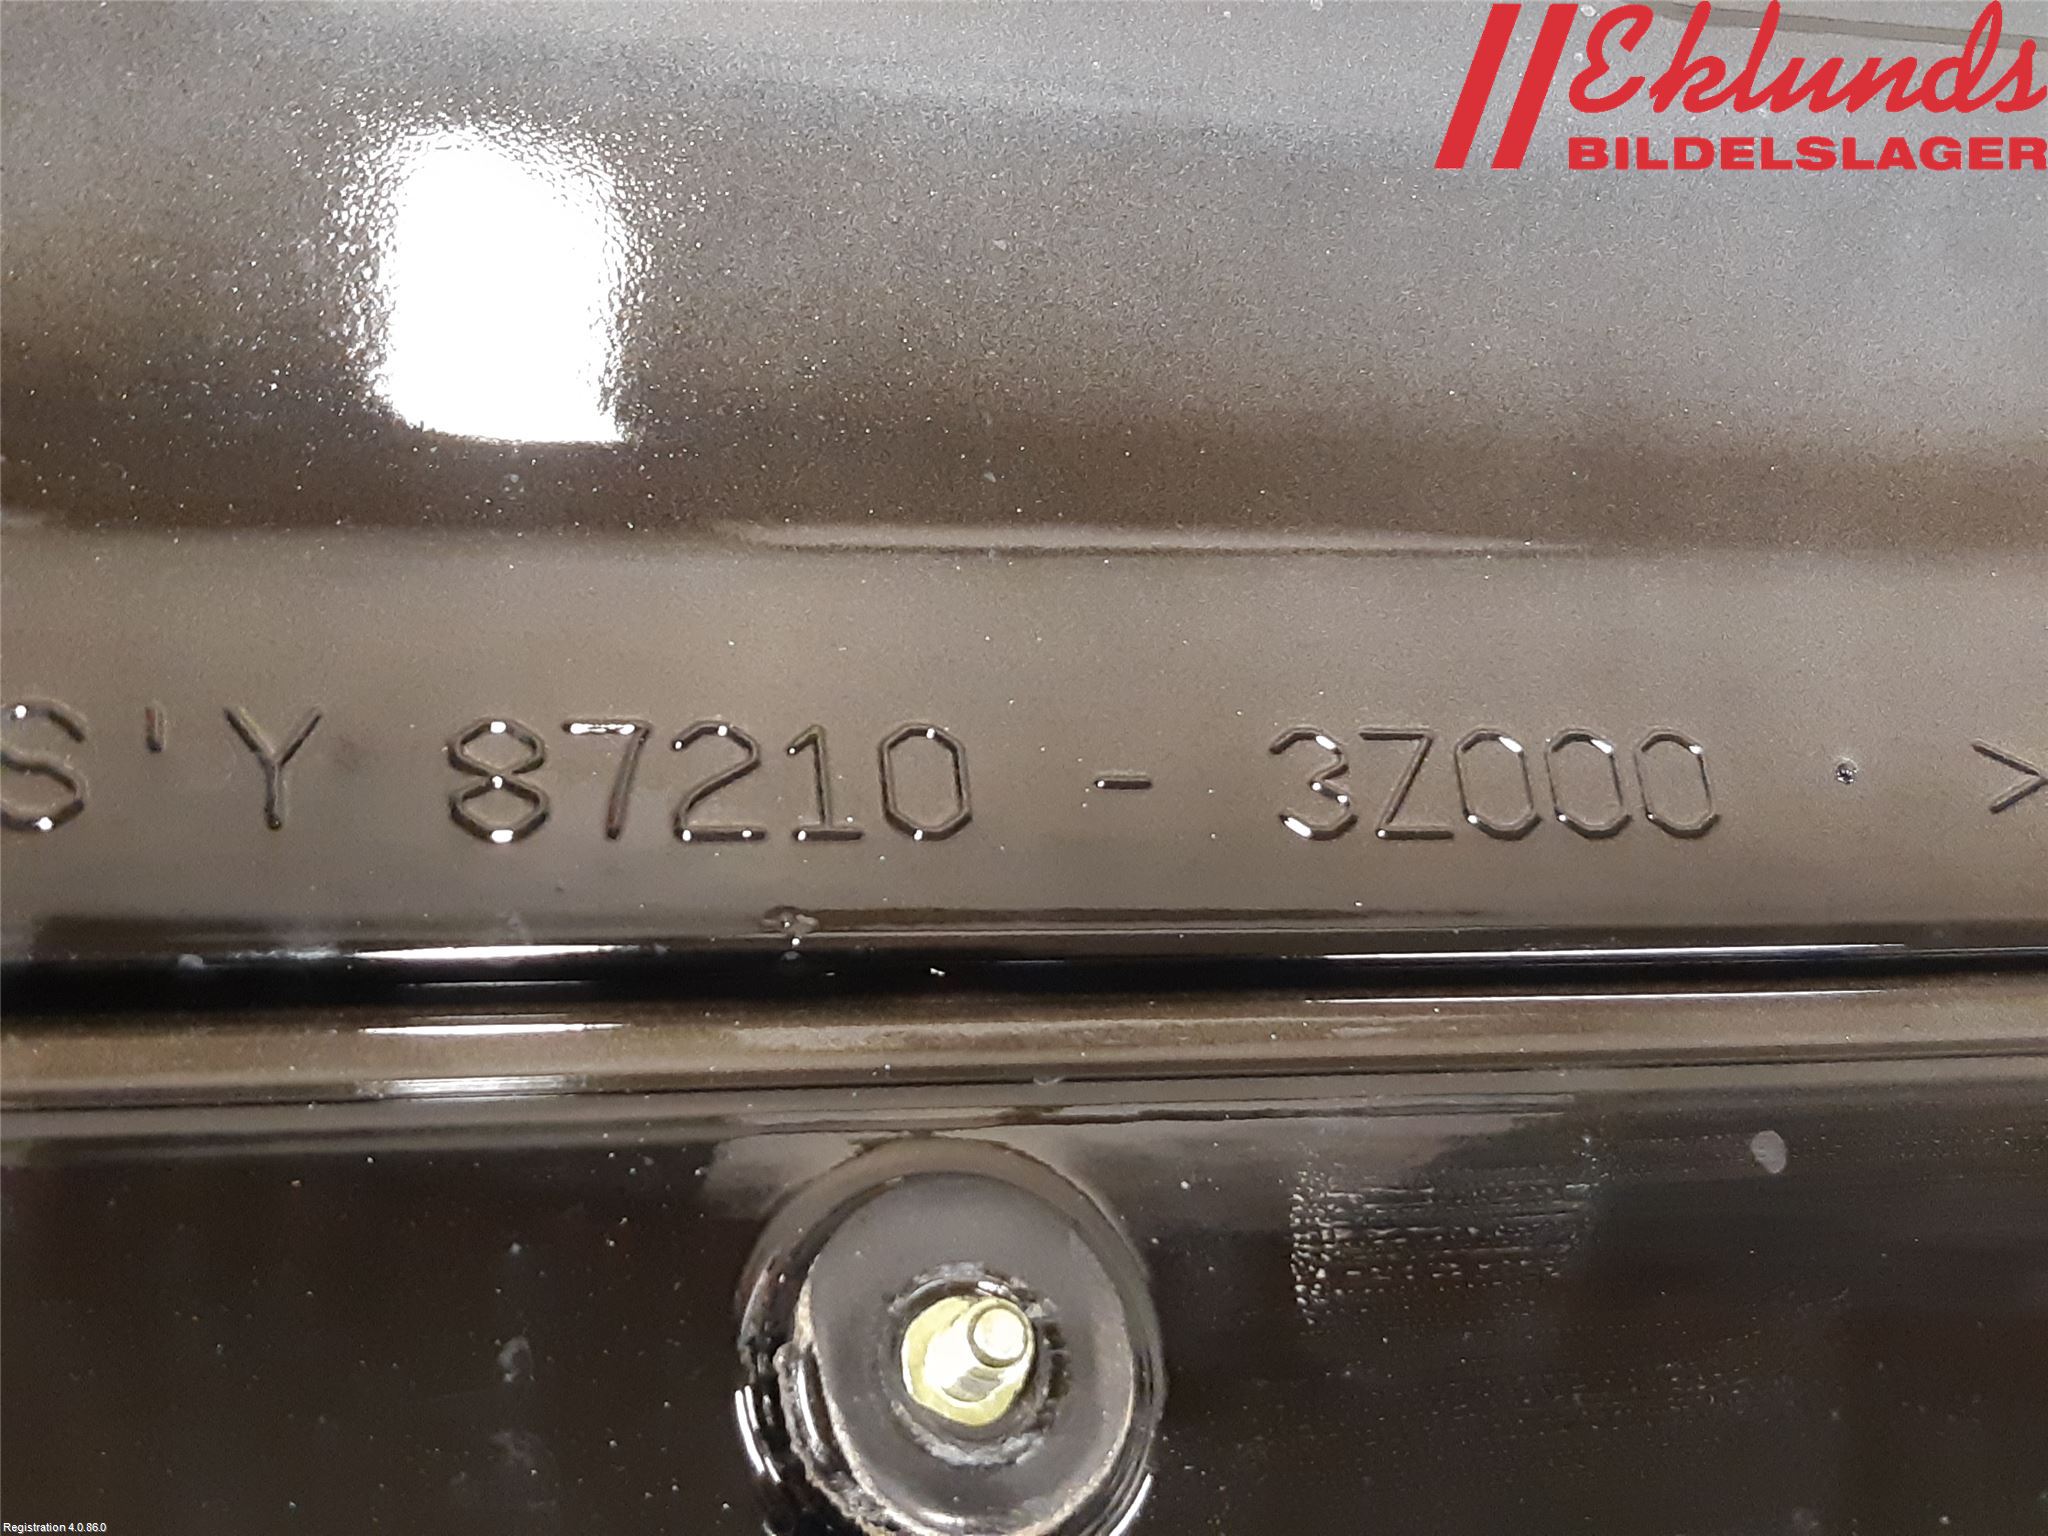 Eklunds
BILDELSLAGER
S'Y 87210 - 3Z000 · >
Registration 4.0.86.0